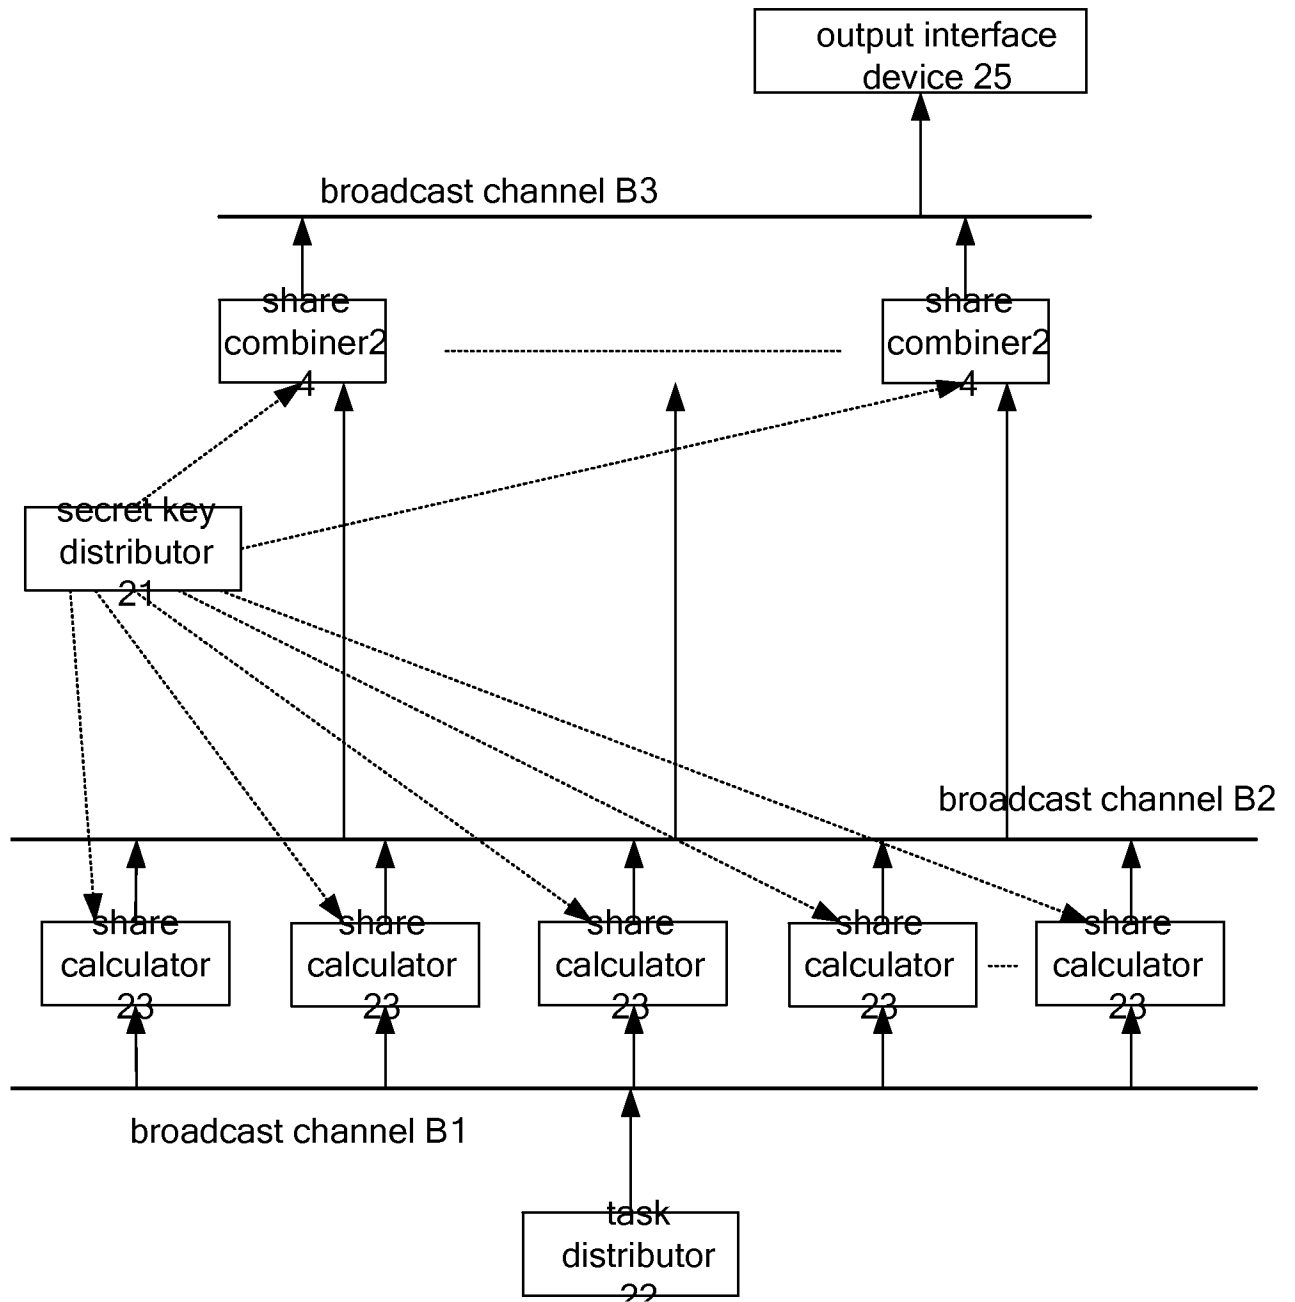 output interface
device 25
broadcast channel B3
share
combiner2
4
share
combiner2
4
secret key
distributor
21
broadcast channel B2
share
calculator
23
share
calculator
23
share
calculator
23
share
calculator
23
share
calculator
23
broadcast channel B1
task
distributor
22